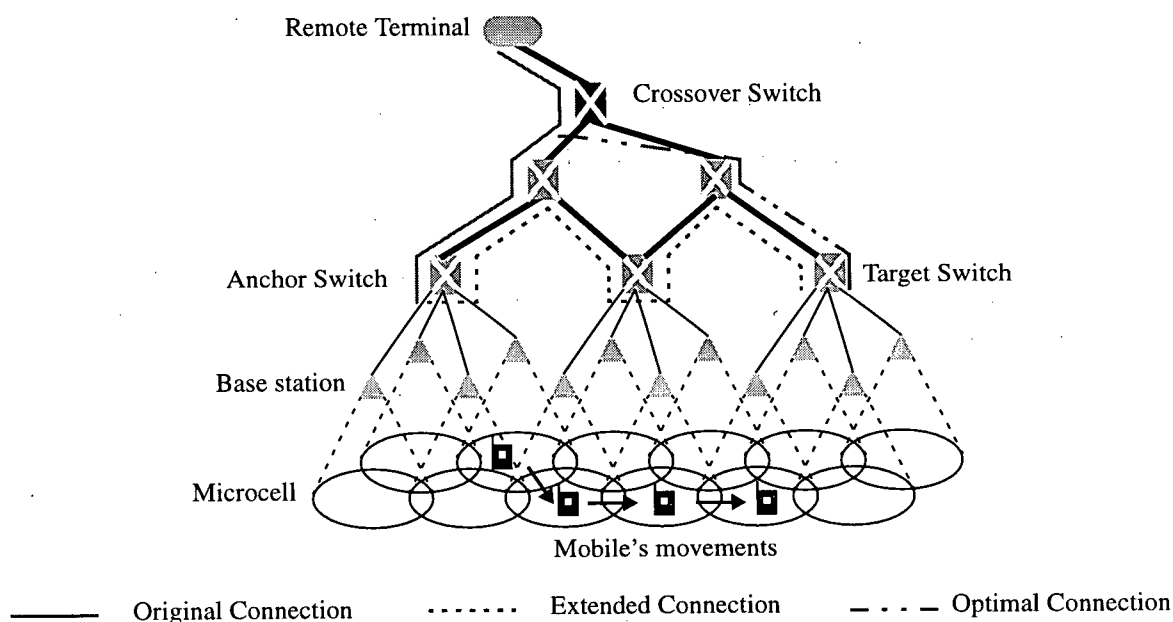 Remote Terminal
Crossover Switch
Anchor Switch
Target Switch
Base station
Microcell
Mobile's movements
Original Connection
Extended Connection
Optimal Connection